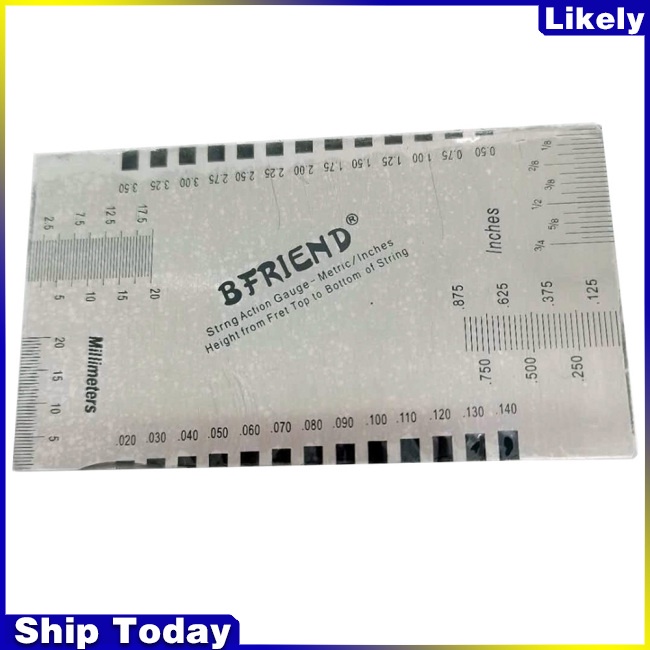 Likely
3.50 3.25 3.00 2.75 2.50 2.25 2.00 1.75 1.50 1.25 1.00 0.75 0.50
1/8
2/8
3/8
1/2
5/8
3/4
2.5 7.5 12.5 17.5
5 10 15 20
Inches
BFRIEND®
Strng Action Gauge- Metric/Inches
Height from Fret Top to Bottom of String
.875 .625 .375 .125
.750 .500 .250
20
15
10
5
Millimeters
.020 .030 .040 .050 .060 .070 .080 .090 .100 .110 .120 .130 .140
Ship Today